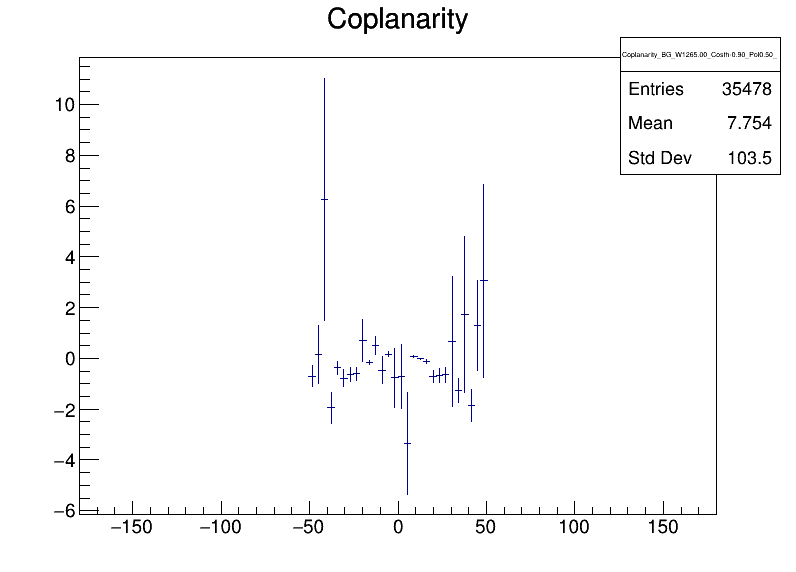 Coplanarity
Coplanarity_BG_W1265.00_Costh-0.90_Pol0.50_
Entries 35478
Mean 7.754
Std Dev 103.5
10
8
6
4
2
0
−2
−4
−6
−150 −100 −50 0 50 100 150